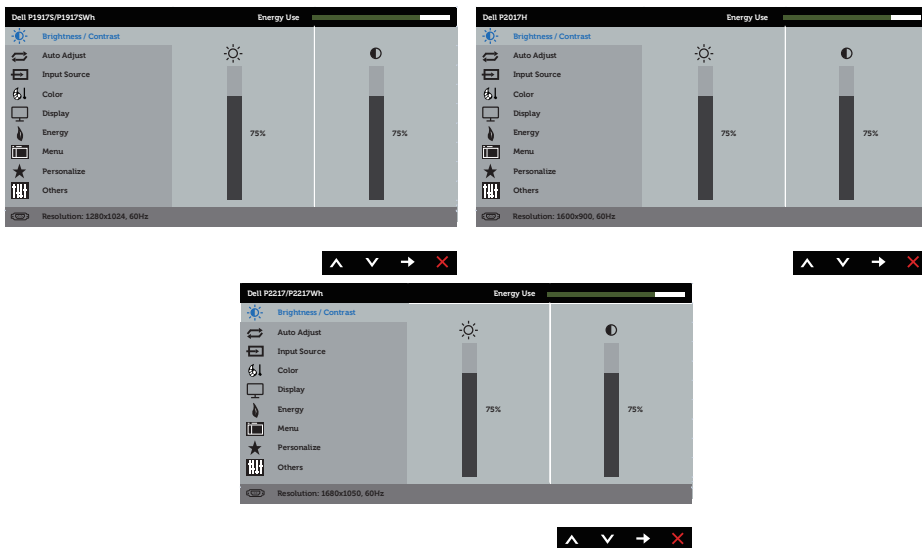 Dell P1917S/P1917SWh Energy Use
Brightness / Contrast
Auto Adjust
Input Source
Color
Display
Energy
75% 75%
Menu
Personalize
Others
Resolution: 1280x1024, 60Hz
Dell P2017H Energy Use
Brightness / Contrast
Auto Adjust
Input Source
Color
Display
Energy
75% 75%
Menu
Personalize
Others
Resolution: 1600x900, 60Hz
Dell P2217/P2217Wh Energy Use
Brightness / Contrast
Auto Adjust
Input Source
Color
Display
Energy
75% 75%
Menu
Personalize
Others
Resolution: 1680x1050, 60Hz